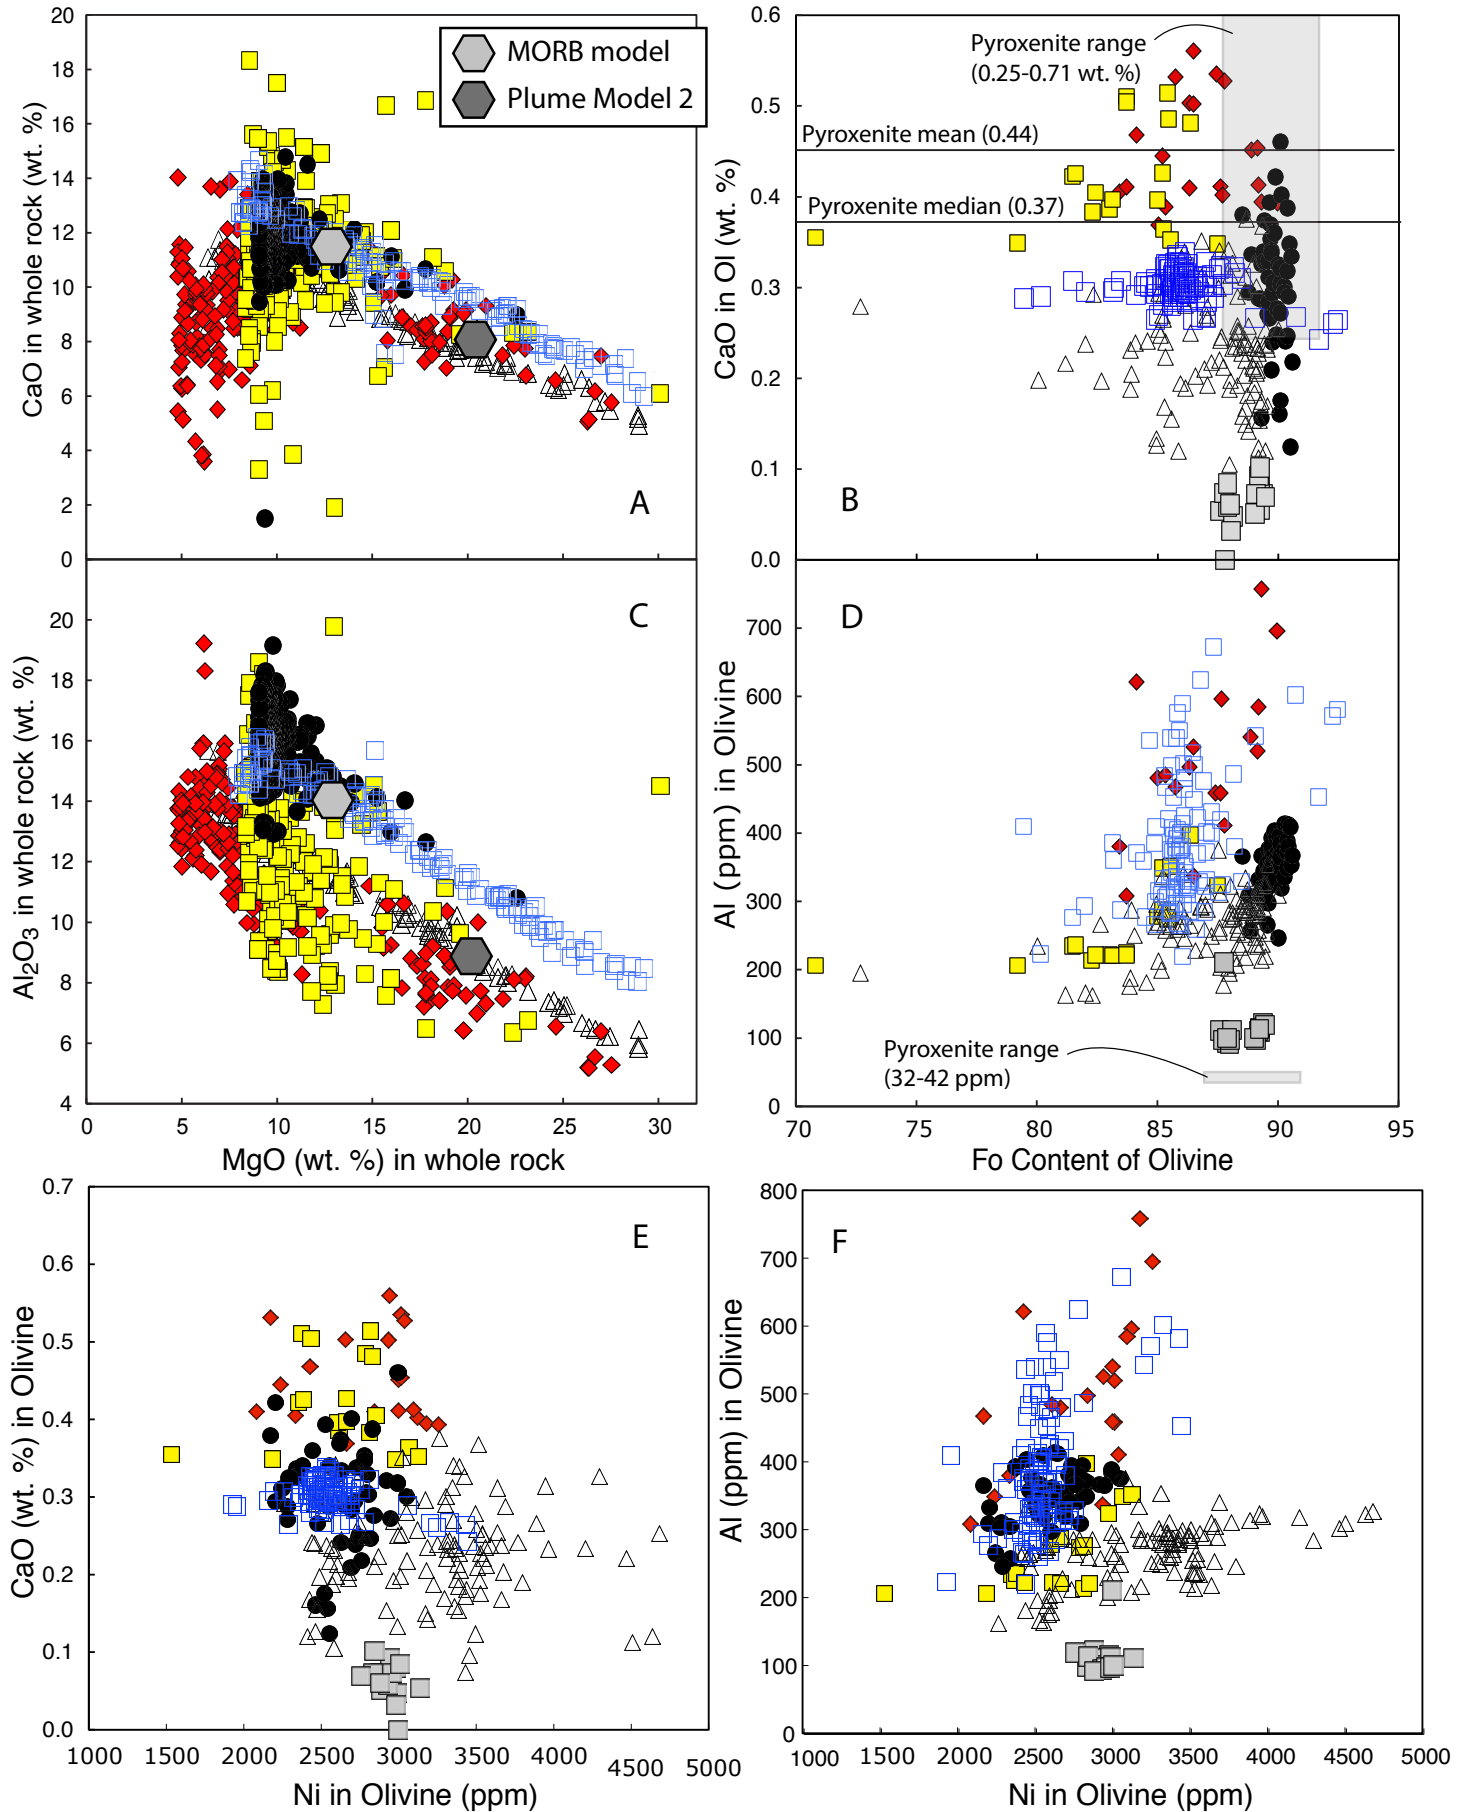 20
18
16
14
12
10
8
6
4
2
0
CaO in whole rock (wt. %)
MORB model
Plume Model 2
A
0.6
0.5
0.4
0.3
0.2
0.1
0.0
CaO in Ol (wt. %)
Pyroxenite range
(0.25-0.71 wt. %)
Pyroxenite mean (0.44)
Pyroxenite median (0.37)
B
20
18
16
14
12
10
8
6
4
Al2O3 in whole rock (wt. %)
C
0 5 10 15 20 25 30
MgO (wt. %) in whole rock
700
600
500
400
300
200
100
0
Al (ppm) in Olivine
D
Pyroxenite range
(32-42 ppm)
70 75 80 85 90 95
Fo Content of Olivine
0.7
0.6
0.5
0.4
0.3
0.2
0.1
0.0
CaO (wt. %) in Olivine
E
1000 1500 2000 2500 3000 3500 4000 4500 5000
Ni in Olivine (ppm)
800
700
600
500
400
300
200
100
0
Al (ppm) in Olivine
F
1000 1500 2000 2500 3000 3500 4000 4500 5000
Ni in Olivine (ppm)